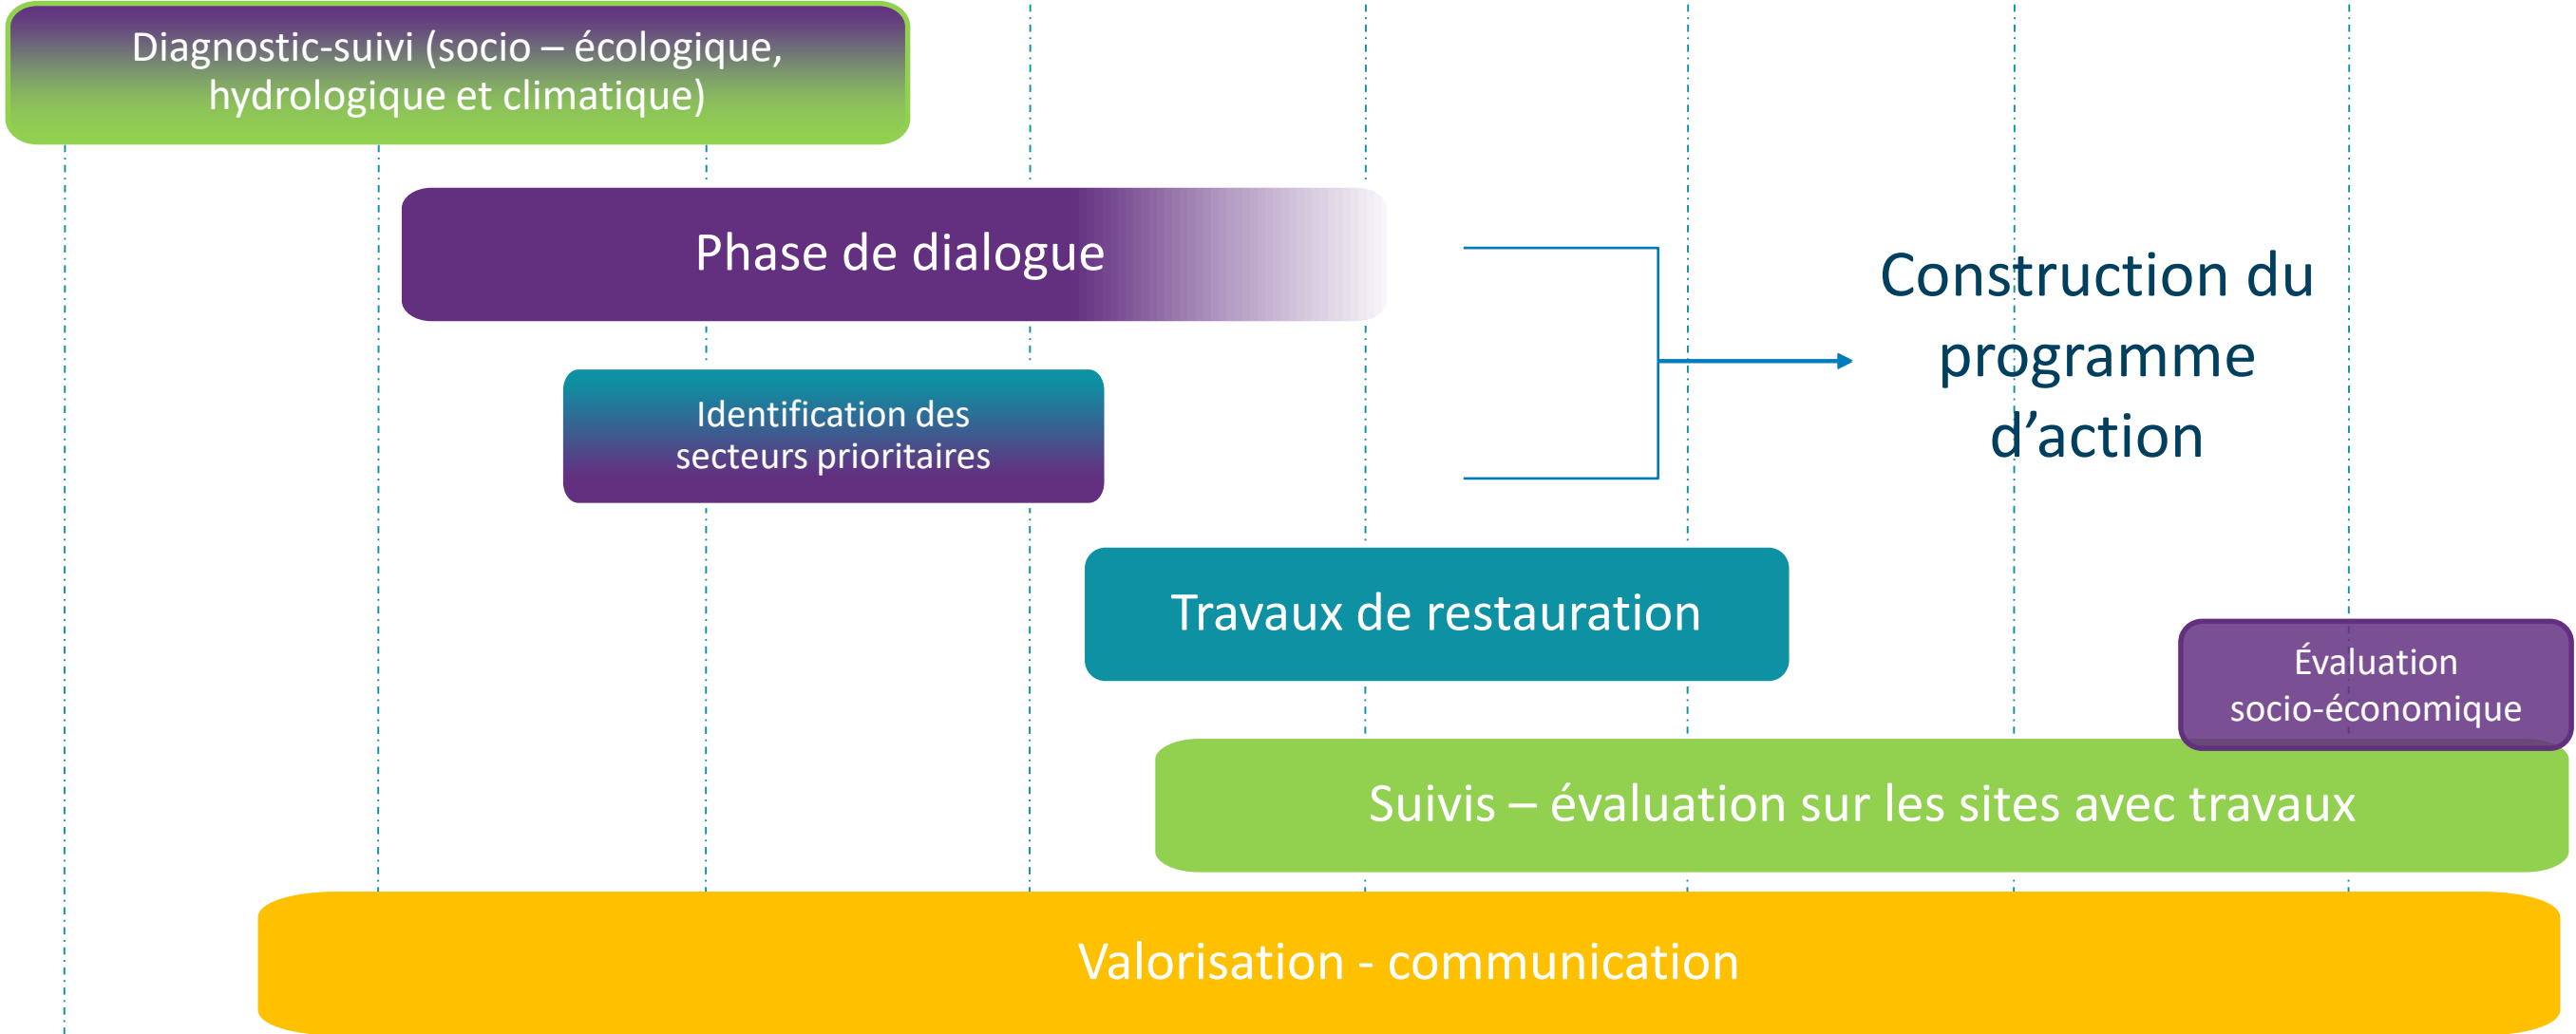 Diagnostic-suivi (socio – écologique,
hydrologique et climatique)
Phase de dialogue
Construction du
programme
d’action
Identification des
secteurs prioritaires
Travaux de restauration
Évaluation
socio-économique
Suivis – évaluation sur les sites avec travaux
Valorisation - communication